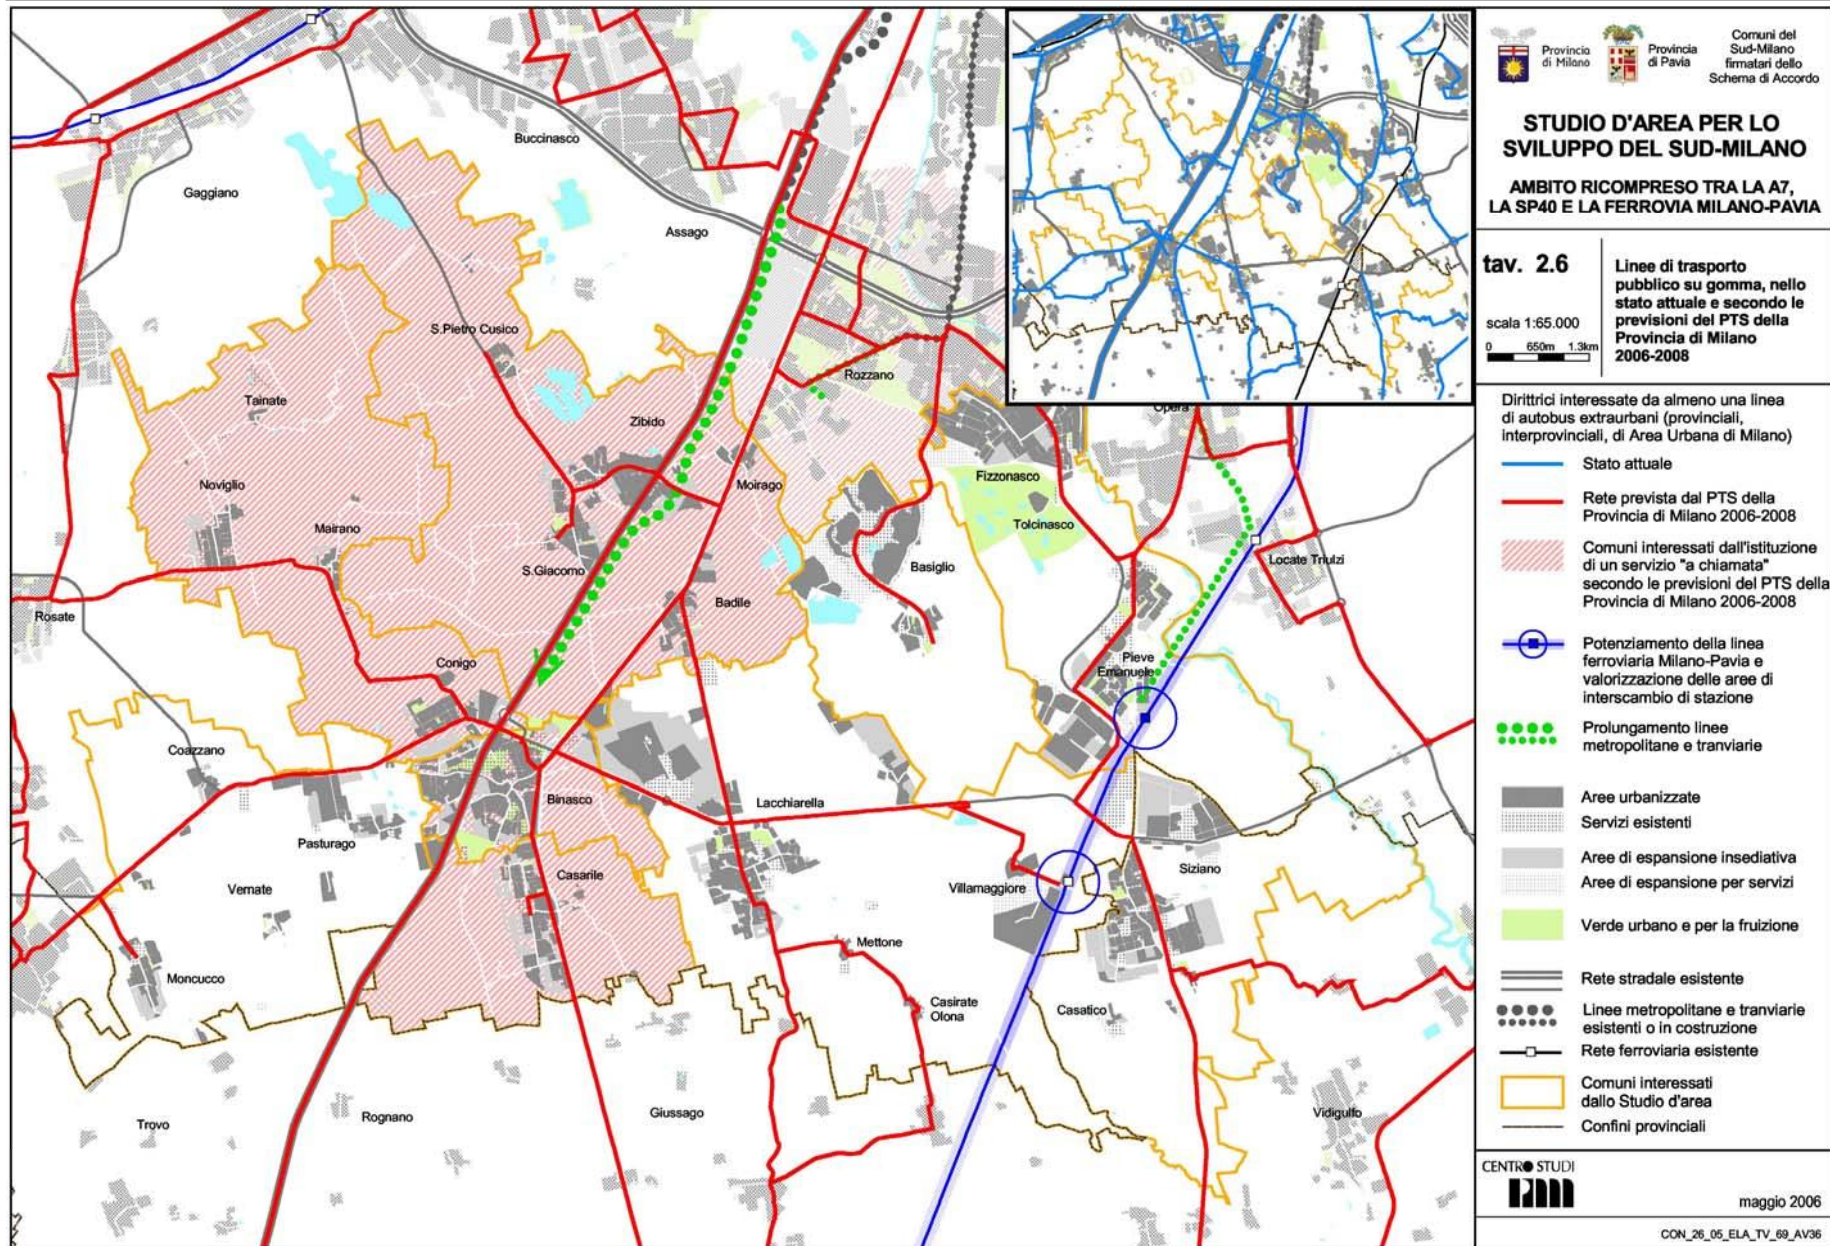 Provincia
di Milano
Provincia
di Pavia
Comuni del
Sud-Milano
firmatari dello
Schema di Accordo
STUDIO D'AREA PER LO
SVILUPPO DEL SUD-MILANO
AMBITO RICOMPRESO TRA LA A7,
LA SP40 E LA FERROVIA MILANO-PAVIA
tav. 2.6
scala 1:65.000
0 650m 1.3km
Linee di trasporto
pubblico su gomma, nello
stato attuale e secondo le
previsioni del PTS della
Provincia di Milano
2006-2008
Dirittrici interessate da almeno una linea
di autobus extraurbani (provinciali,
interprovinciali, di Area Urbana di Milano)
Stato attuale
Rete prevista dal PTS della
Provincia di Milano 2006-2008
Comuni interessati dall'istituzione
di un servizio "a chiamata"
secondo le previsioni del PTS della
Provincia di Milano 2006-2008
Potenziamento della linea
ferroviaria Milano-Pavia e
valorizzazione delle aree di
interscambio di stazione
Prolungamento linee
metropolitane e tranviarie
Aree urbanizzate
Servizi esistenti
Aree di espansione insediativa
Aree di espansione per servizi
Verde urbano e per la fruizione
Rete stradale esistente
Linee metropolitane e tranviarie
esistenti o in costruzione
Rete ferroviaria esistente
Comuni interessati
dallo Studio d'area
Confini provinciali
CENTRO STUDI
PIM
maggio 2006
CON_26_05_ELA_TV_69_AV36
Buccinasco
Gaggiano
Assago
S.Pietro Cusico
Rozzano
Tainate
Zibido
Opera
Noviglio
Moirago
Fizzonasco
Mairano
Tolcinasco
S.Giacomo
Basiglio
Locate Triulzi
Badile
Rosate
Conigo
Pieve
Emanuele
Coazzano
Binasco
Lacchiarella
Pasturago
Casarile
Siziano
Vernate
Villamaggiore
Mettone
Moncucco
Casirate
Olona
Casatico
Trovo
Rognano
Giussago
Vidigulfo